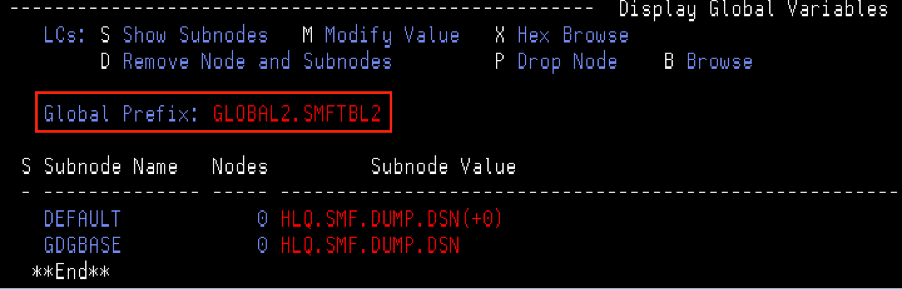 ---------------------------------------------------- Display Global Variables
LCs: S Show Subnodes M Modify Value X Hex Browse
D Remove Node and Subnodes P Drop Node B Browse
Global Prefix: GLOBAL2.SMFTBL2
S Subnode Name Nodes Subnode Value
- -------------- ----- --------------------------------------------------------
DEFAULT 0 HLQ.SMF.DUMP.DSN(+0)
GDGBASE 0 HLQ.SMF.DUMP.DSN
**End**